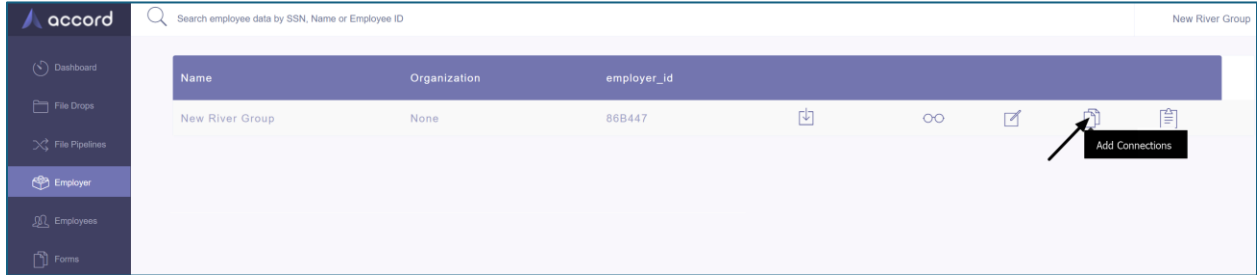 accord
Search employee data by SSN, Name or Employee ID
New River Group
Dashboard
File Drops
File Pipelines
Employer
Employees
Forms
Name Organization employer_id
New River Group None 86B447
Add Connections